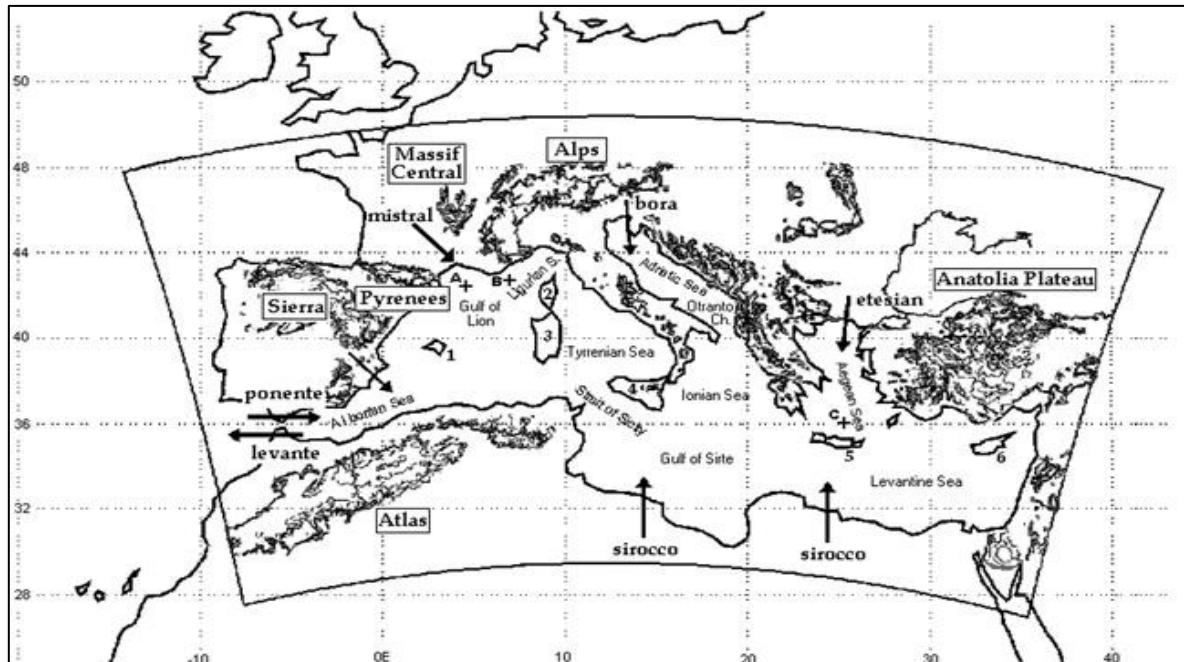 50
48
44
40
36
32
28
-10
0E
10
20
30
40
Massif
Central
Alps
mistral
bora
Sierra
Pyrenees
A
B
Ligurian S.
Gulf of
Lion
2
3
1
Adriatic Sea
Otranto
Ch.
Anatolia Plateau
etesian
Tyrrenian Sea
4
Ionian Sea
Aegean Sea
C
5
6
ponente
levante
Alborian Sea
Strait of Sicily
Gulf of Sirte
Levantine Sea
Atlas
sirocco
sirocco